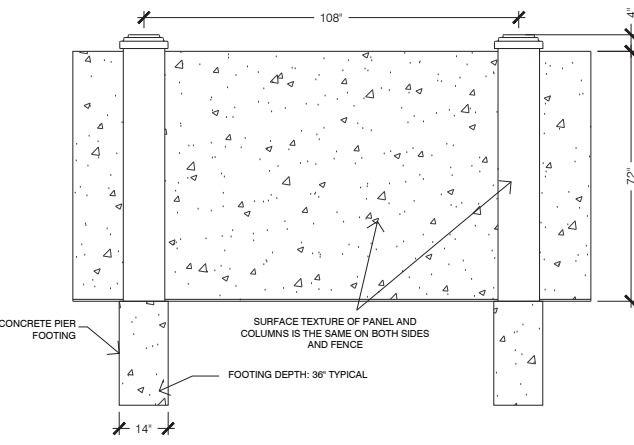 108"
4"
72"
CONCRETE PIER
FOOTING
SURFACE TEXTURE OF PANEL AND
COLUMNS IS THE SAME ON BOTH SIDES
AND FENCE
FOOTING DEPTH: 36" TYPICAL
14"